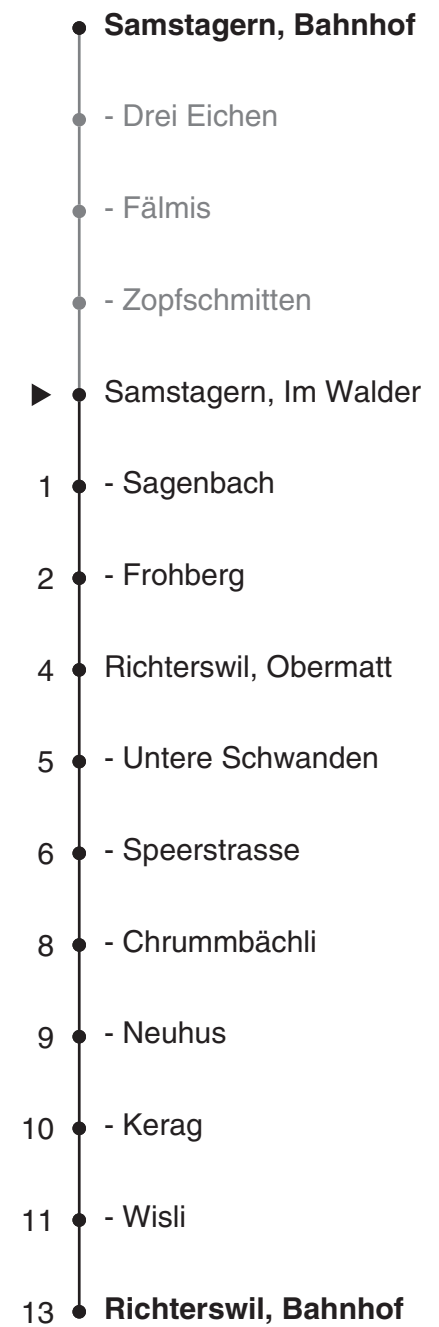 Samstagern, Bahnhof
- Drei Eichen
- Fälmis
- Zopfschmitten
Samstagern, Im Walder
1 - Sagenbach
2 - Frohberg
4 Richterswil, Obermatt
5 - Untere Schwanden
6 - Speerstrasse
8 - Chrummbächli
9 - Neuhus
10 - Kerag
11 - Wisli
13 Richterswil, Bahnhof